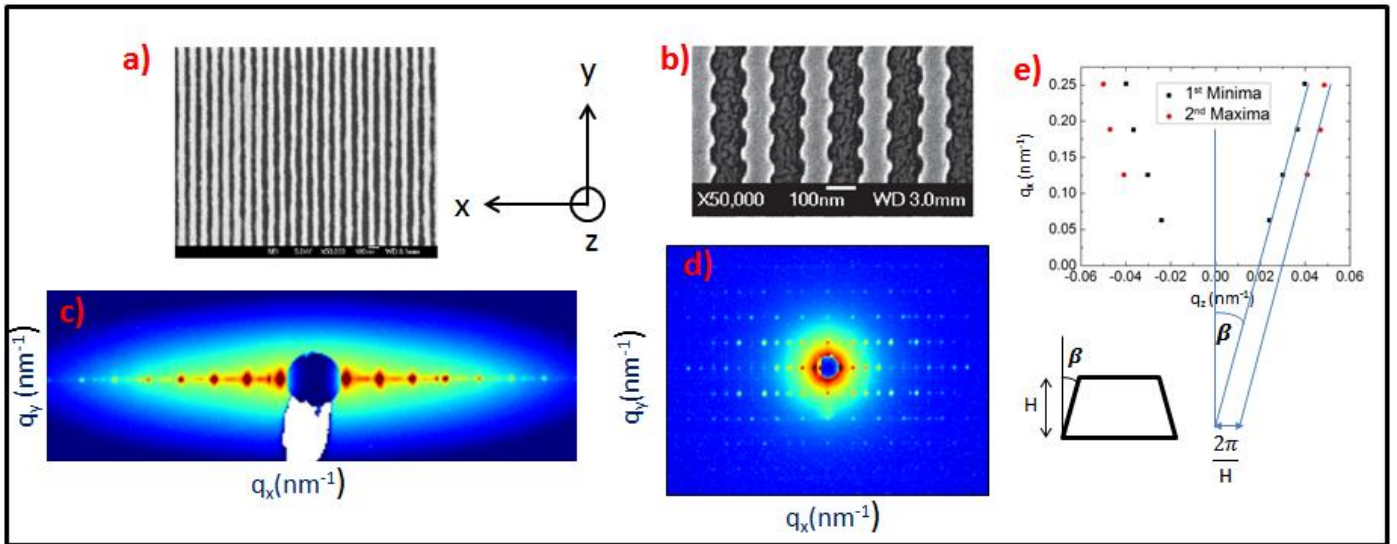 a)
y
x
z
b)
X50,000 100nm WD 3.0mm
e)
1st Minima
2nd Maxima
qx (nm-1)
0.25
0.20
0.15
0.10
0.05
0.00
-0.06 -0.04 -0.02 0.00 0.02 0.04 0.06
qz (nm-1)
β
β
H
2π
H
c)
qy (nm-1)
qx(nm-1)
d)
qy(nm-1)
qx(nm-1)